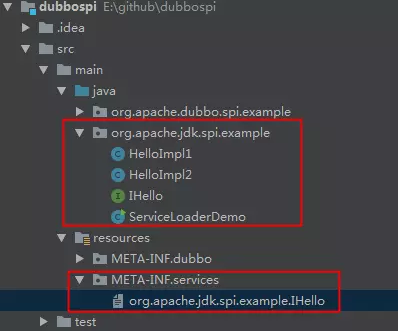 dubbospi E:\github\dubbospi
.idea
src
main
java
org.apache.dubbo.spi.example
org.apache.jdk.spi.example
HelloImpl1
HelloImpl2
IHello
ServiceLoaderDemo
resources
META-INF.dubbo
META-INF.services
org.apache.jdk.spi.example.IHello
test